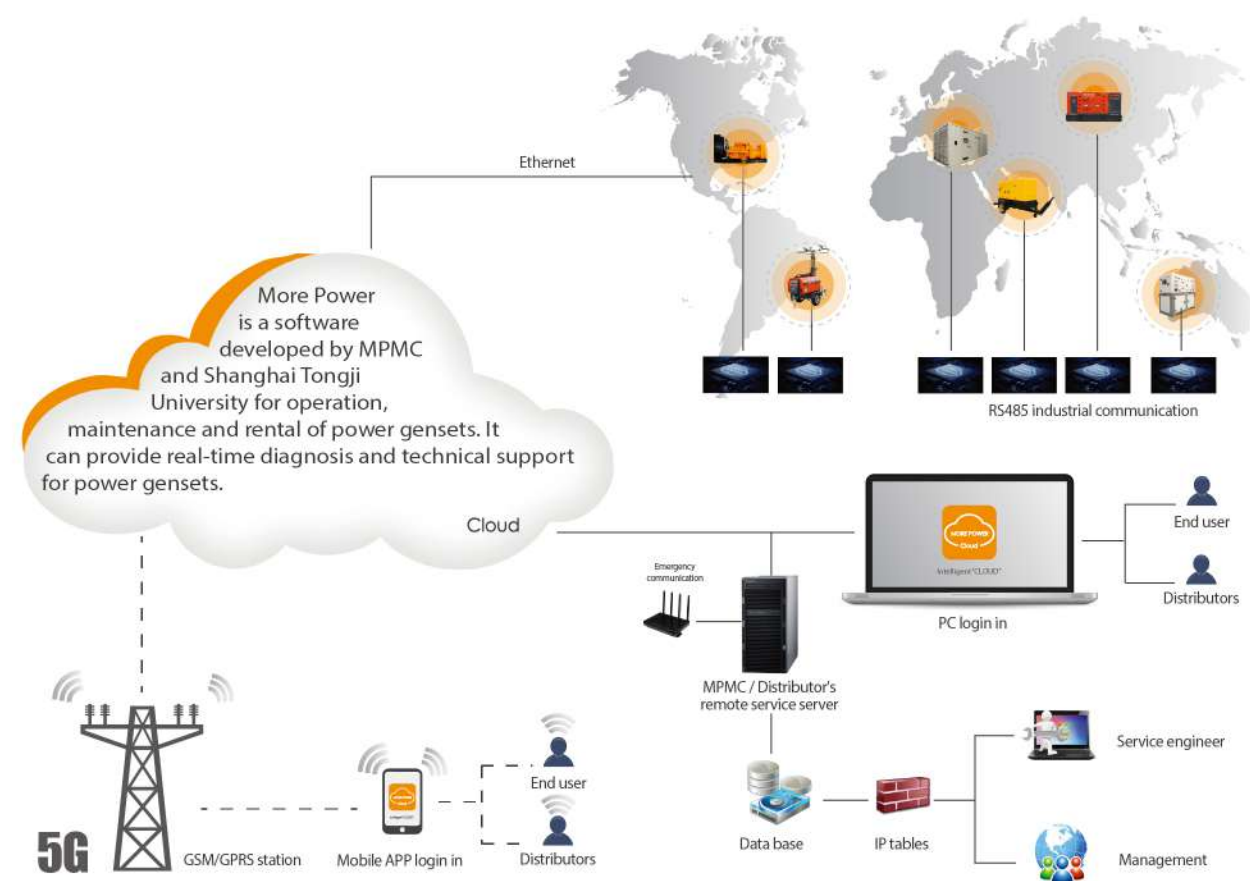 Ethernet
More Power
is a software
developed by MPMC
and Shanghai Tongji
University for operation,
maintenance and rental of power gensets. It
can provide real-time diagnosis and technical support
for power gensets.
Cloud
RS485 industrial communication
MORE POWER
Cloud
Intelligent "CLOUD"
End user
Distributors
PC login in
Emergency
communication
MPMC / Distributor's
remote service server
Service engineer
Data base
IP tables
Management
5G
GSM/GPRS station
Mobile APP login in
End user
Distributors